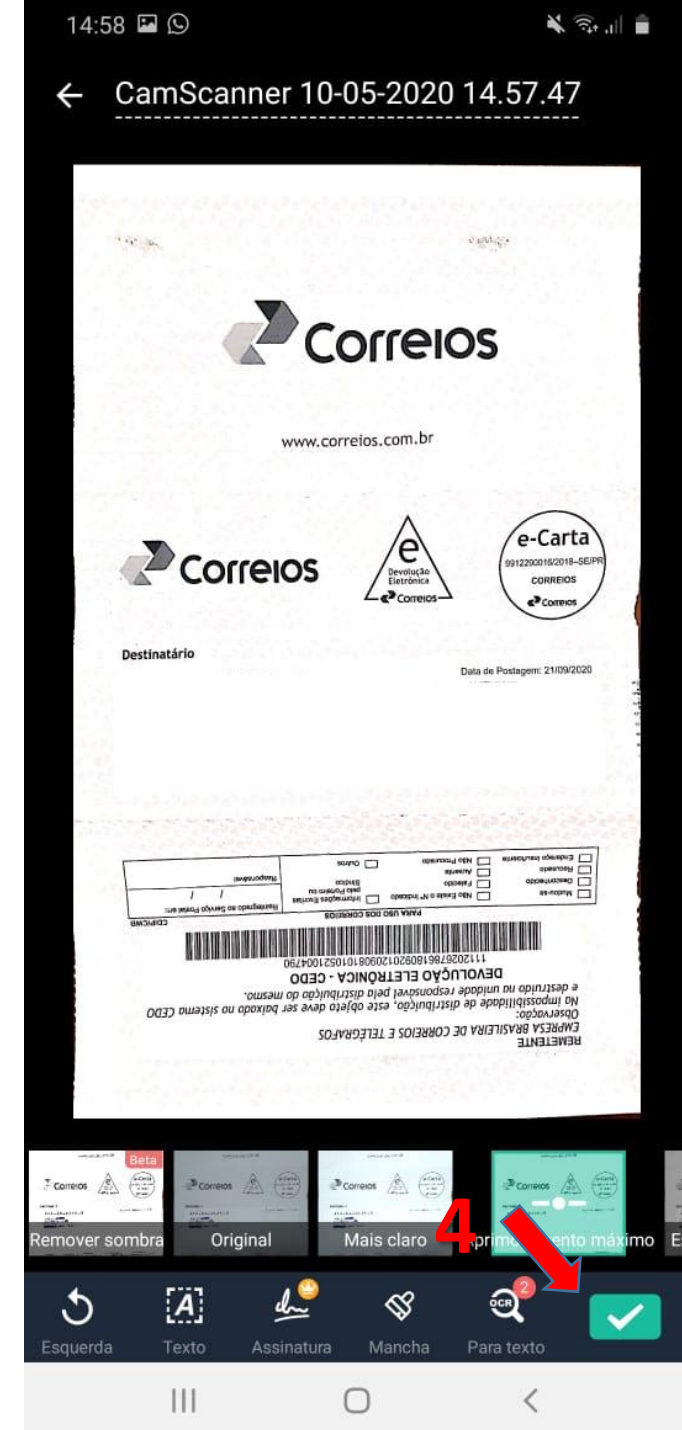 14:58
CamScanner 10-05-2020 14.57.47
Correios
www.correios.com.br
Correios
e
Devolução
Eletrônica
Correios
e-Carta
9912290016/2018-SE/PR
CORREIOS
Correios
Destinatário
Data de Postagem: 21/09/2020
REMETENTE
EMPRESA BRASILEIRA DE CORREIOS E TELÉGRAFOS
Observação:
Na impossibilidade de distribuição, este objeto deve ser baixado no sistema CEDO
e destruído na unidade responsável pela distribuição do mesmo.
DEVOLUÇÃO ELETRÔNICA - CEDO
PARA USO DOS CORREIOS
CDIP/CWB
Mudou-se
Desconhecido
Recusado
Endereço Insuficiente
Não Existe o Nº Indicado
Falecido
Ausente
Não Procurado
Informações Escritas
pelo Porteiro ou
Síndico
Outros
Reintegrado ao Serviço Postal em:
/ /
Responsável
Beta
Remover sombra
Original
Mais claro
4
máximo
Esquerda
A
Texto
Assinatura
Mancha
OCR
2
Para texto